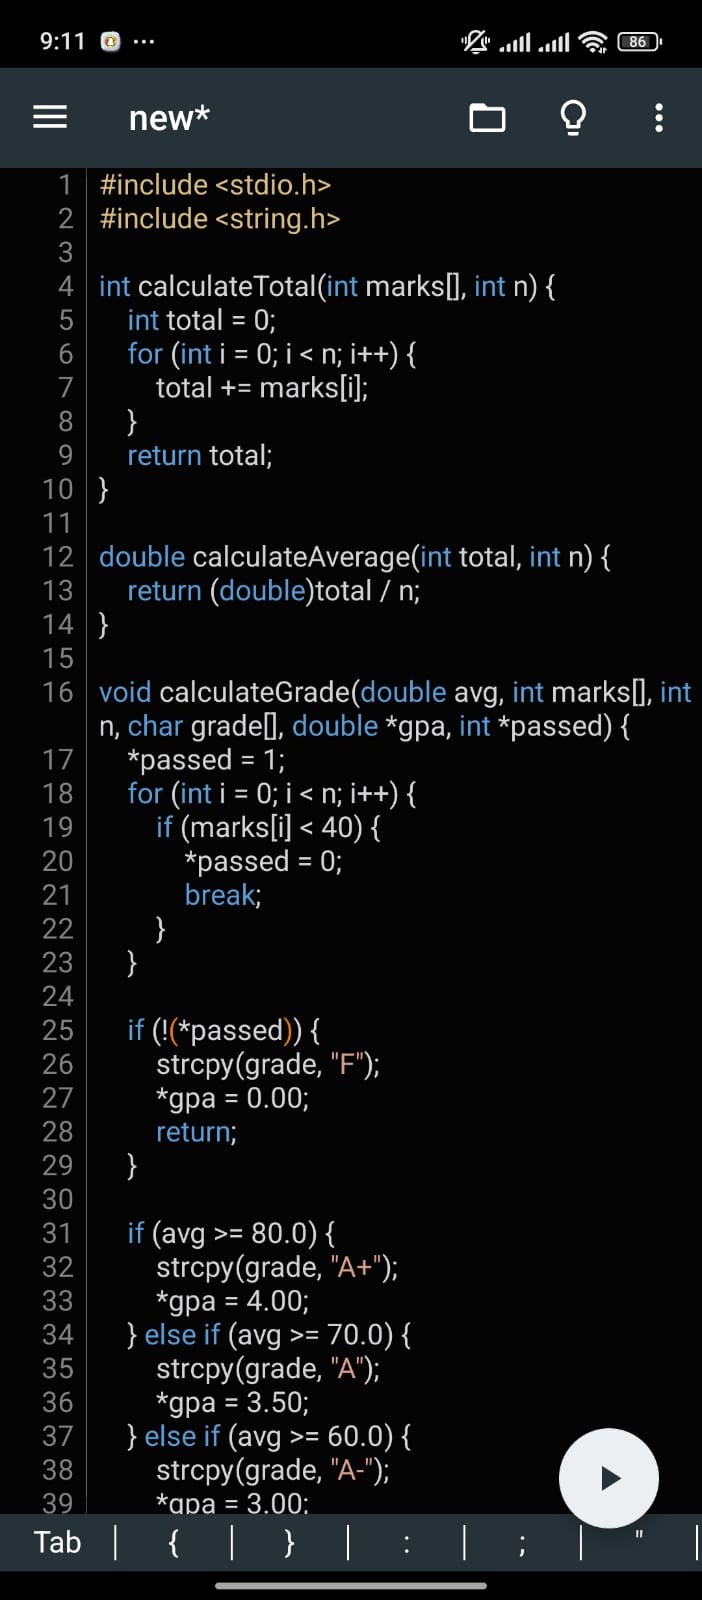 9:11 ... 86
new*
1 #include <stdio.h>
2 #include <string.h>
3
4 int calculateTotal(int marks[], int n) {
5 int total = 0;
6 for (int i = 0; i < n; i++) {
7 total += marks[i];
8 }
9 return total;
10 }
11
12 double calculateAverage(int total, int n) {
13 return (double)total / n;
14 }
15
16 void calculateGrade(double avg, int marks[], int
n, char grade[], double *gpa, int *passed) {
17 *passed = 1;
18 for (int i = 0; i < n; i++) {
19 if (marks[i] < 40) {
20 *passed = 0;
21 break;
22 }
23 }
24
25 if (!(*passed)) {
26 strcpy(grade, "F");
27 *gpa = 0.00;
28 return;
29 }
30
31 if (avg >= 80.0) {
32 strcpy(grade, "A+");
33 *gpa = 4.00;
34 } else if (avg >= 70.0) {
35 strcpy(grade, "A");
36 *gpa = 3.50;
37 } else if (avg >= 60.0) {
38 strcpy(grade, "A-");
39 *gpa = 3.00;
Tab | { | } | : | ; | " |